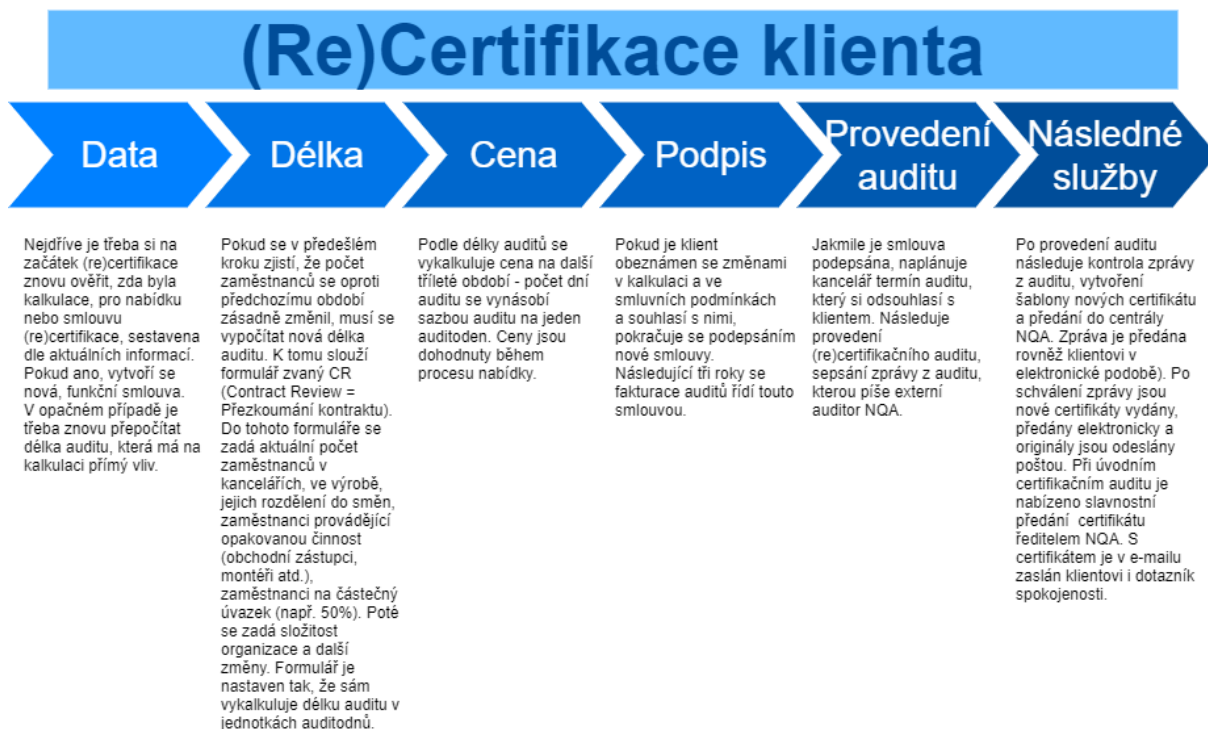 (Re)Certifikace klienta
Data
Délka
Cena
Podpis
Provedení
auditu
Následné
služby
Nejdříve je třeba si na
začátek (re)certifikace
znovu ověřit, zda byla
kalkulace, pro nabídku
nebo smlouvu
(re)certifikace, sestavena
dle aktuálních informací.
Pokud ano, vytvoří se
nová, funkční smlouva.
V opačném případě je
třeba znovu přepočítat
délka auditu, která má na
kalkulaci přímý vliv.
Pokud se v předešlém
kroku zjistí, že počet
zaměstnanců se oproti
předchozímu období
zásadně změnil, musí se
vypočítat nová délka
auditu. K tomu slouží
formulář zvaný CR
(Contract Review =
Přezkoumání kontraktu).
Do tohoto formuláře se
zadá aktuální počet
zaměstnanců v
kancelářích, ve výrobě,
jejich rozdělení do směn,
zaměstnanci provádějící
opakovanou činnost
(obchodní zástupci,
montéři atd.),
zaměstnanci na částečný
úvazek (např. 50%). Poté
se zadá složitost
organizace a další
změny. Formulář je
nastaven tak, že sám
vykalkuluje délku auditu v
jednotkách auditodnů.
Podle délky auditů se
vykalkuluje cena na další
tříleté období - počet dní
auditu se vynásobí
sazbou auditu na jeden
auditoden. Ceny jsou
dohodnuty během
procesu nabídky.
Pokud je klient
obeznámen se změnami
v kalkulaci a ve
smluvních podmínkách
a souhlasí s nimi,
pokračuje se podepsáním
nové smlouvy.
Následující tři roky se
fakturace auditů řídí touto
smlouvou.
Jakmile je smlouva
podepsána, naplánuje
kancelář termín auditu,
který si odsouhlasí s
klientem. Následuje
provedení
(re)certifikačního auditu,
sepsání zprávy z auditu,
kterou píše externí
auditor NQA.
Po provedení auditu
následuje kontrola zprávy
z auditu, vytvoření
šablony nových certifikátu
a předání do centrály
NQA. Zpráva je předána
rovněž klientovi v
elektronické podobě). Po
schválení zprávy jsou
nové certifikáty vydány,
předány elektronicky a
originály jsou odeslány
poštou. Při úvodním
certifikačním auditu je
nabízeno slavnostní
předání certifikátu
ředitelem NQA. S
certifikátem je v e-mailu
zaslán klientovi i dotazník
spokojenosti.